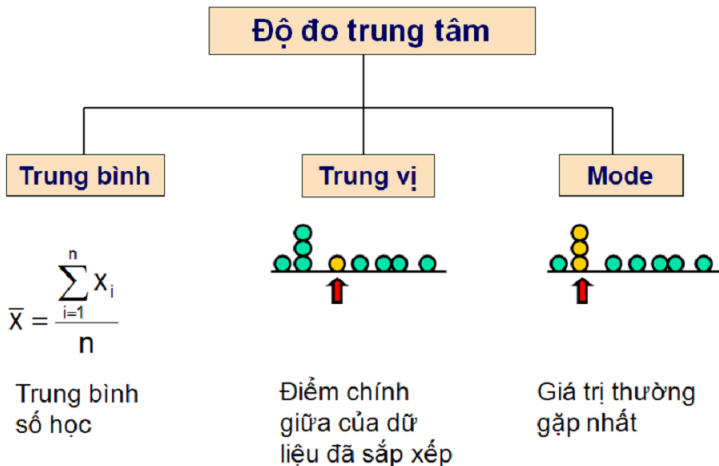 Độ đo trung tâm
Trung bình
Trung vị
Mode
x̄ = ∑ⁿᵢ₌₁ xᵢ / n
Trung bình
số học
Điểm chính
giữa của dữ
liệu đã sắp xếp
Giá trị thường
gặp nhất